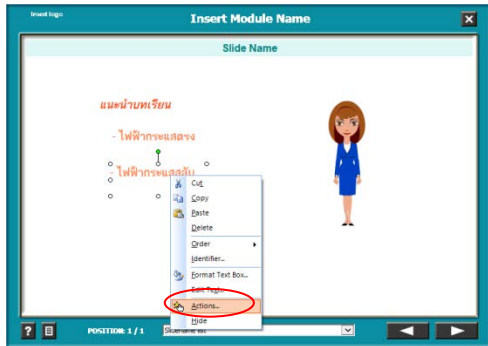 Insert logo
Insert Module Name
Slide Name
แนะนำบทเรียน
- ไฟฟ้ากระแสตรง
- ไฟฟ้ากระแสสลับ
Cut
Copy
Paste
Delete
Order
Identifier...
Format Text Box...
Edit Text...
Actions...
Hide
? POSITION: 1 / 1 Slidename list